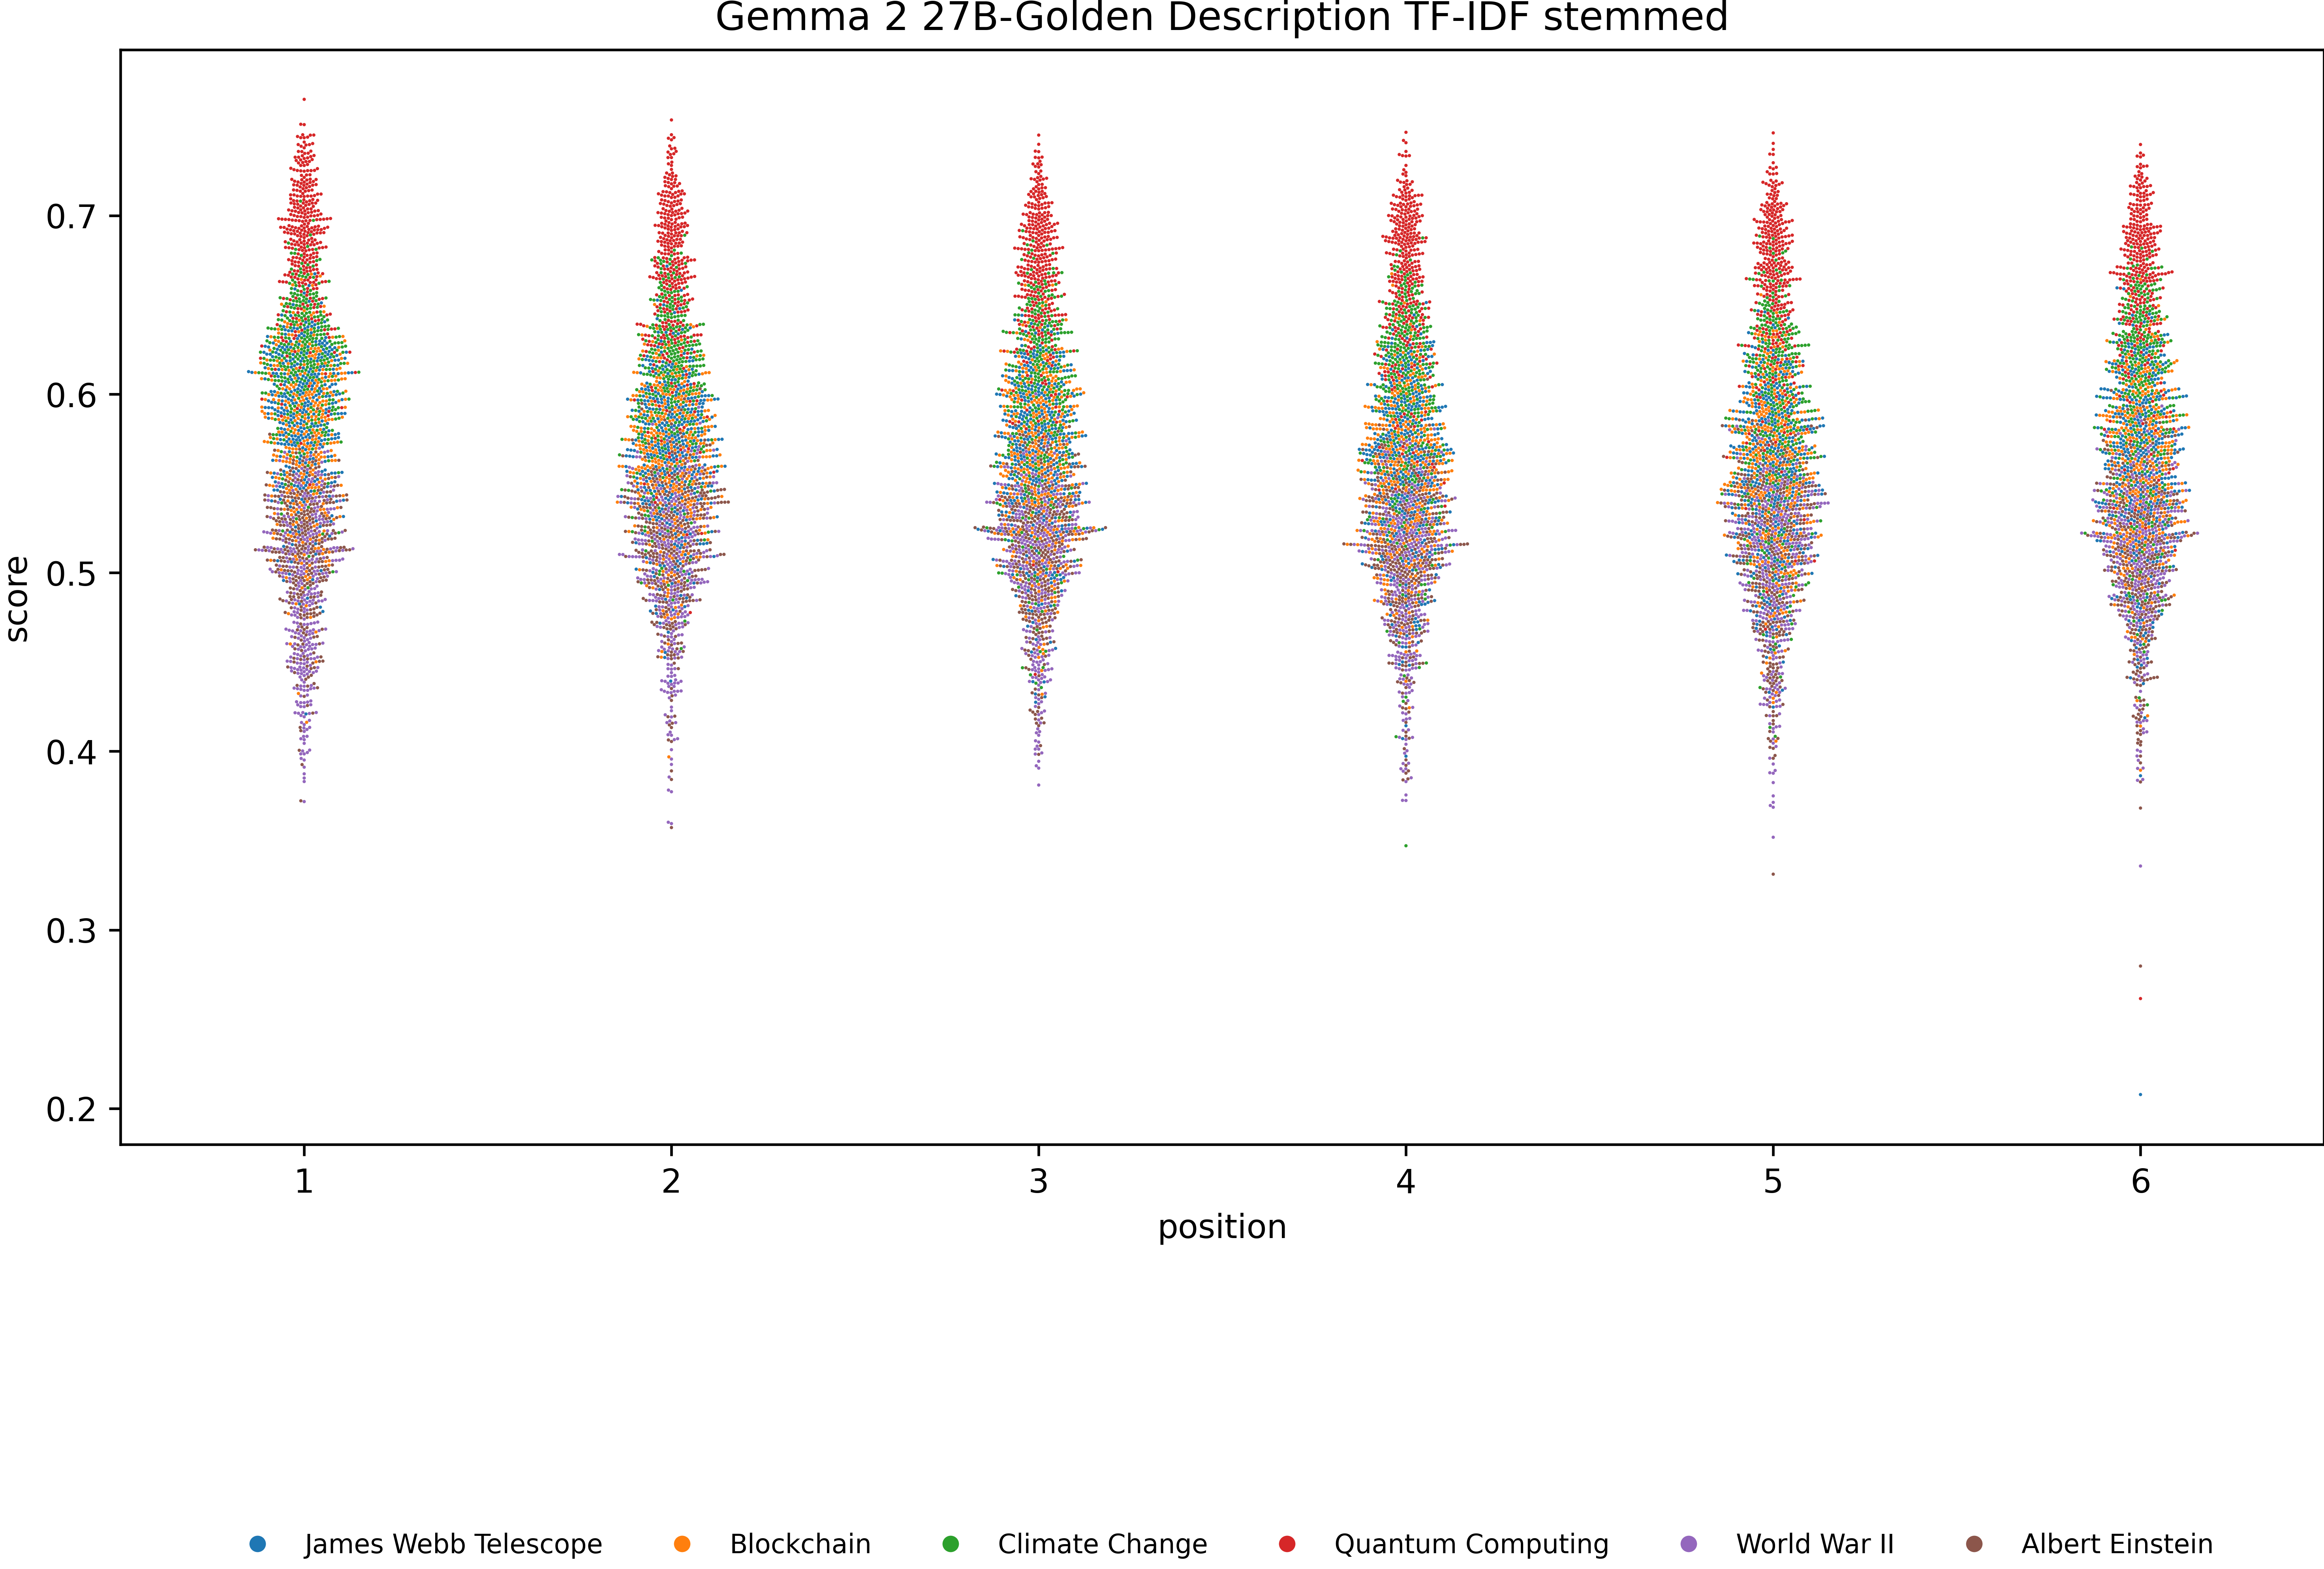 Gemma 2 27B-Golden Description TF-IDF stemmed
score
0.7
0.6
0.5
0.4
0.3
0.2
1 2 3 4 5 6
position
James Webb Telescope Blockchain Climate Change Quantum Computing World War II Albert Einstein